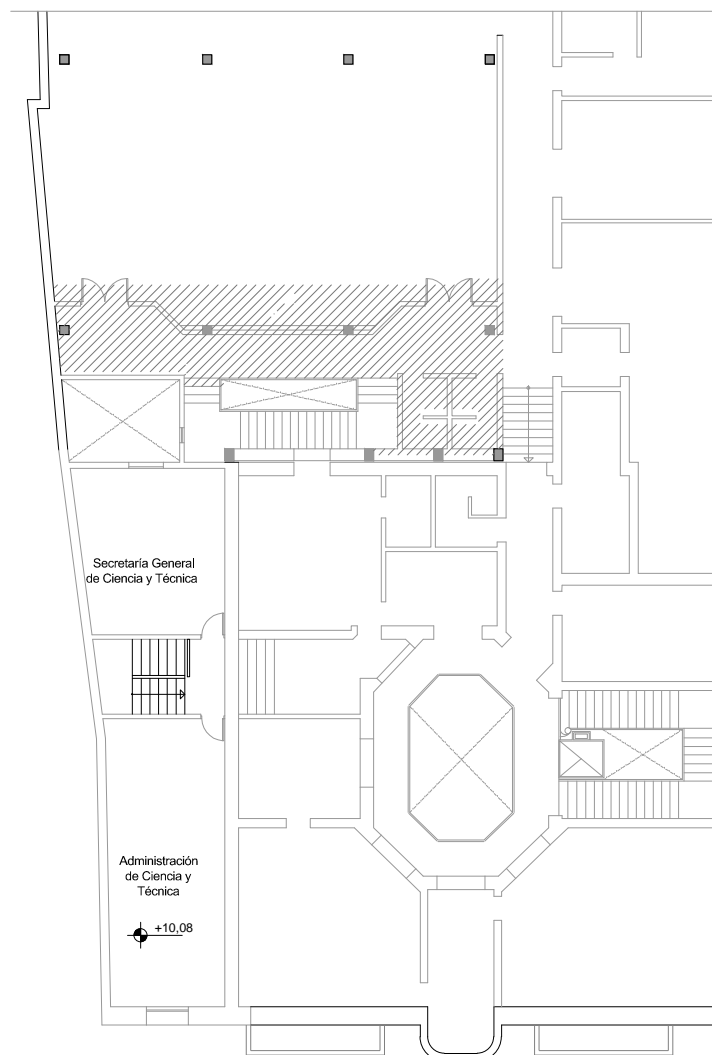 Secretaría General
de Ciencia y Técnica
Administración
de Ciencia y
Técnica
+10,08